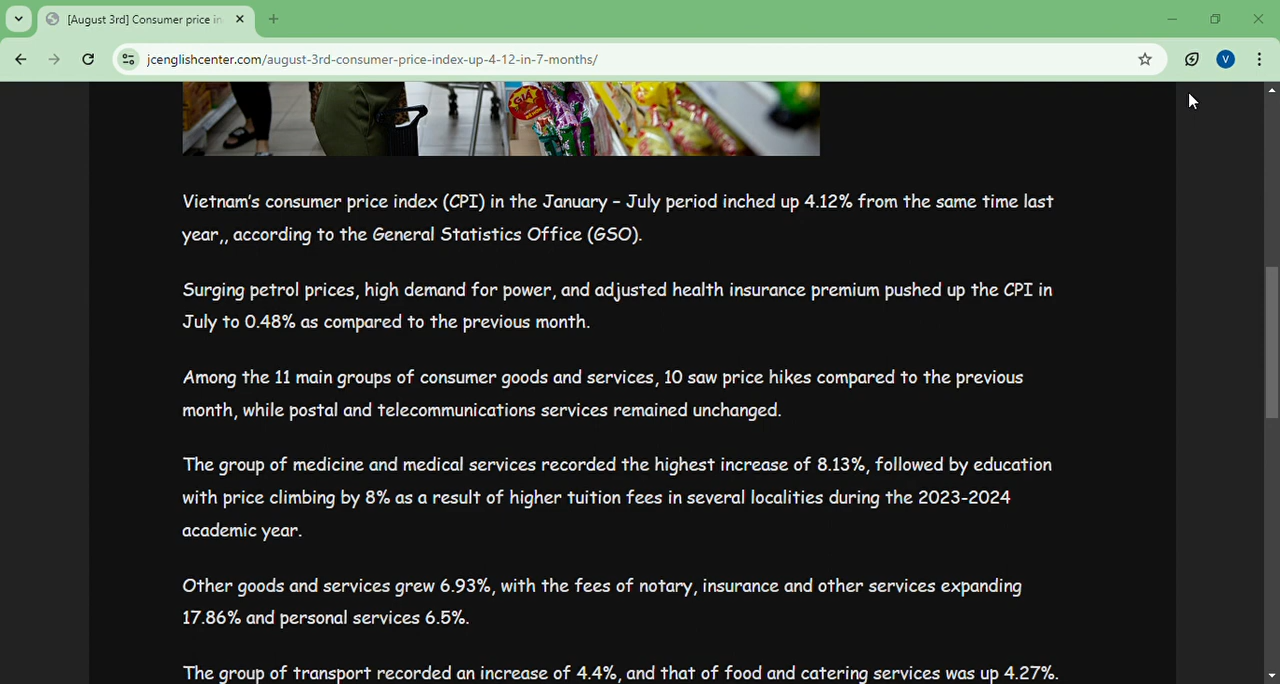 [August 3rd] Consumer price in
jcenglishcenter.com/august-3rd-consumer-price-index-up-4-12-in-7-months/
V
GIÁ
Vietnam's consumer price index (CPI) in the January – July period inched up 4.12% from the same time last
year,, according to the General Statistics Office (GSO).
Surging petrol prices, high demand for power, and adjusted health insurance premium pushed up the CPI in
July to 0.48% as compared to the previous month.
Among the 11 main groups of consumer goods and services, 10 saw price hikes compared to the previous
month, while postal and telecommunications services remained unchanged.
The group of medicine and medical services recorded the highest increase of 8.13%, followed by education
with price climbing by 8% as a result of higher tuition fees in several localities during the 2023-2024
academic year.
Other goods and services grew 6.93%, with the fees of notary, insurance and other services expanding
17.86% and personal services 6.5%.
The group of transport recorded an increase of 4.4%, and that of food and catering services was up 4.27%.